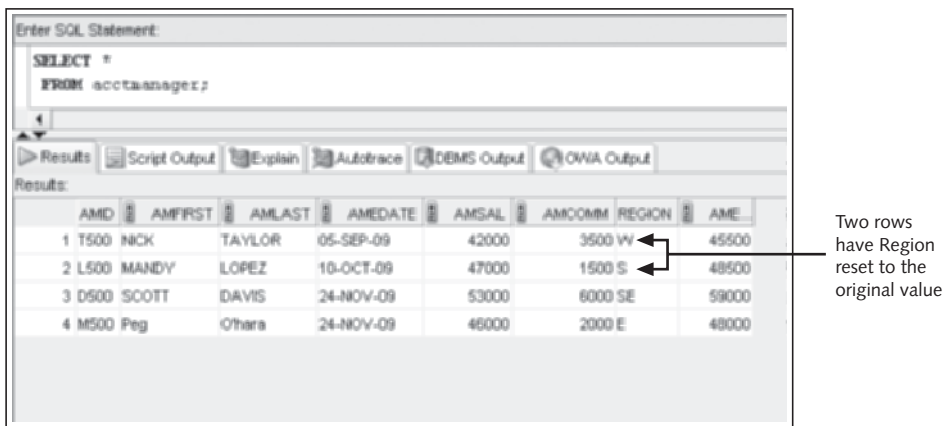 Enter SQL Statement:
SELECT *
FROM acctmanager;
Results Script Output Explain Autotrace DBMS Output OWA Output
Results:
AMID AMFIRST AMLAST AMEDATE AMSAL AMCOMM REGION AME...
1 T500 NICK TAYLOR 05-SEP-09 42000 3500 W 45500
2 L500 MANDY LOPEZ 10-OCT-09 47000 1500 S 48500
3 D500 SCOTT DAVIS 24-NOV-09 53000 6000 SE 59000
4 M500 Peg O'hara 24-NOV-09 46000 2000 E 48000
Two rows
have Region
reset to the
original value